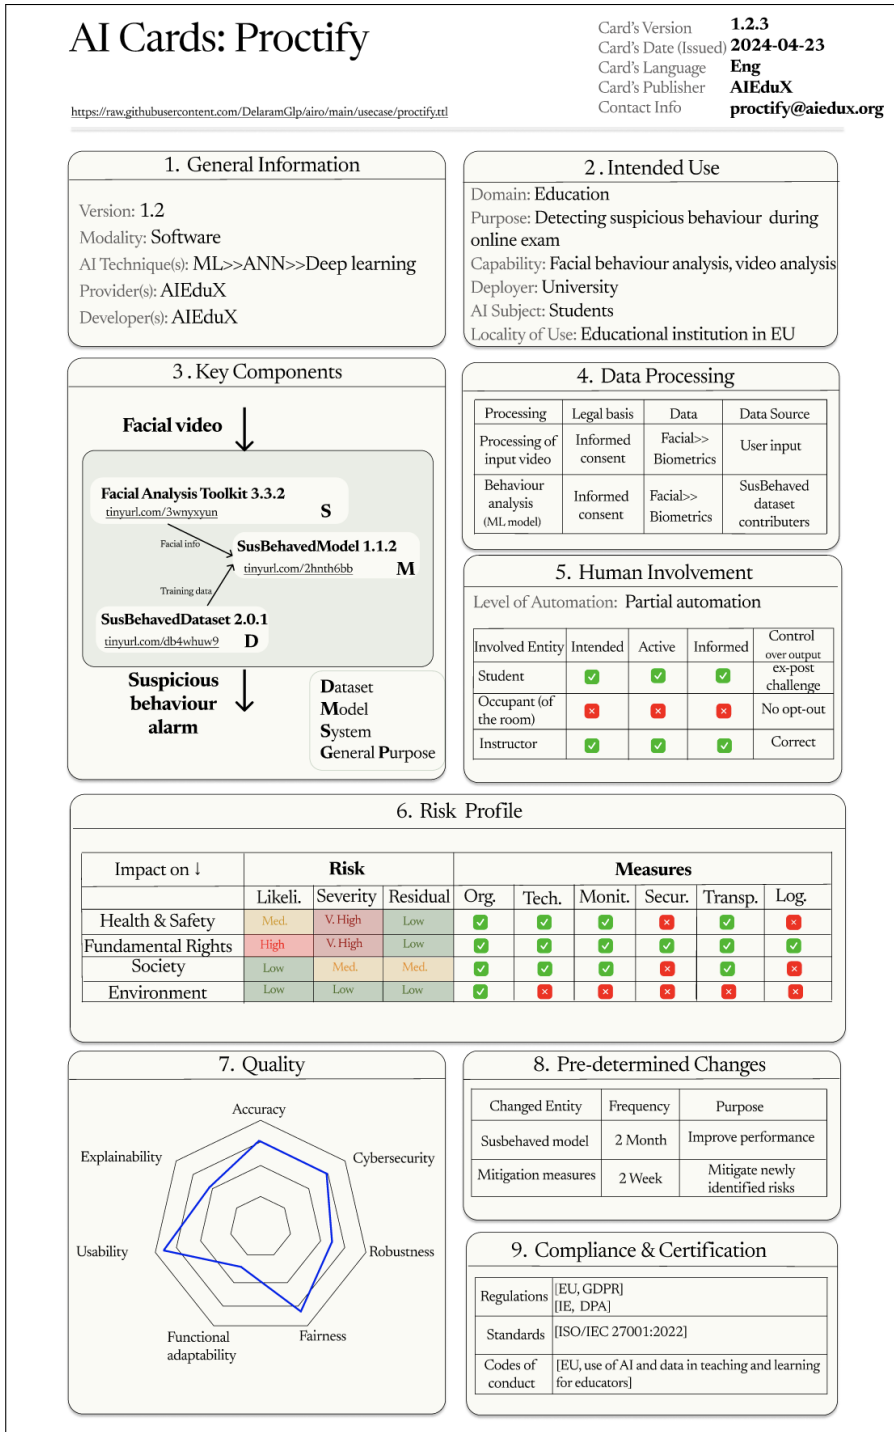 AI Cards: Proctify
https://raw.githubusercontent.com/DelaramGlp/airo/main/usecase/proctify.ttl
Card's Version 1.2.3
Card's Date (Issued) 2024-04-23
Card's Language Eng
Card's Publisher AIEduX
Contact Info proctify@aiedux.org
1. General Information
Version: 1.2
Modality: Software
AI Technique(s): ML>>ANN>>Deep learning
Provider(s): AIEduX
Developer(s): AIEduX
2. Intended Use
Domain: Education
Purpose: Detecting suspicious behaviour during
online exam
Capability: Facial behaviour analysis, video analysis
Deployer: University
AI Subject: Students
Locality of Use: Educational institution in EU
3. Key Components
Facial video
Facial Analysis Toolkit 3.3.2
tinyurl.com/3wnyxyun S
Facial info
SusBehavedModel 1.1.2
tinyurl.com/2hnth6bb M
Training data
SusBehavedDataset 2.0.1
tinyurl.com/db4whuw9 D
Suspicious
behaviour
alarm
Dataset
Model
System
General Purpose
4. Data Processing
Processing Legal basis Data Data Source
Processing of
input video
Informed
consent
Facial>>
Biometrics
User input
Behaviour
analysis
(ML model)
Informed
consent
Facial>>
Biometrics
SusBehaved
dataset
contributers
5. Human Involvement
Level of Automation: Partial automation
Involved Entity Intended Active Informed Control
over output
Student ex-post
challenge
Occupant (of
the room)
No opt-out
Instructor Correct
6. Risk Profile
Impact on ↓ Risk Measures
Likeli. Severity Residual Org. Tech. Monit. Secur. Transp. Log.
Health & Safety Med. V. High Low ✓ ✓ ✓ × ✓ ×
Fundamental Rights High V. High Low ✓ ✓ ✓ ✓ ✓ ✓
Society Low Med. Med. ✓ ✓ ✓ × ✓ ×
Environment Low Low Low ✓ × × × × ×
7. Quality
Accuracy
Explainability
Cybersecurity
Usability
Robustness
Functional
adaptability
Fairness
8. Pre-determined Changes
Changed Entity Frequency Purpose
Susbehaved model 2 Month Improve performance
Mitigation measures 2 Week Mitigate newly
identified risks
9. Compliance & Certification
Regulations [EU, GDPR]
[IE, DPA]
Standards [ISO/IEC 27001:2022]
Codes of
conduct
[EU, use of AI and data in teaching and learning
for educators]